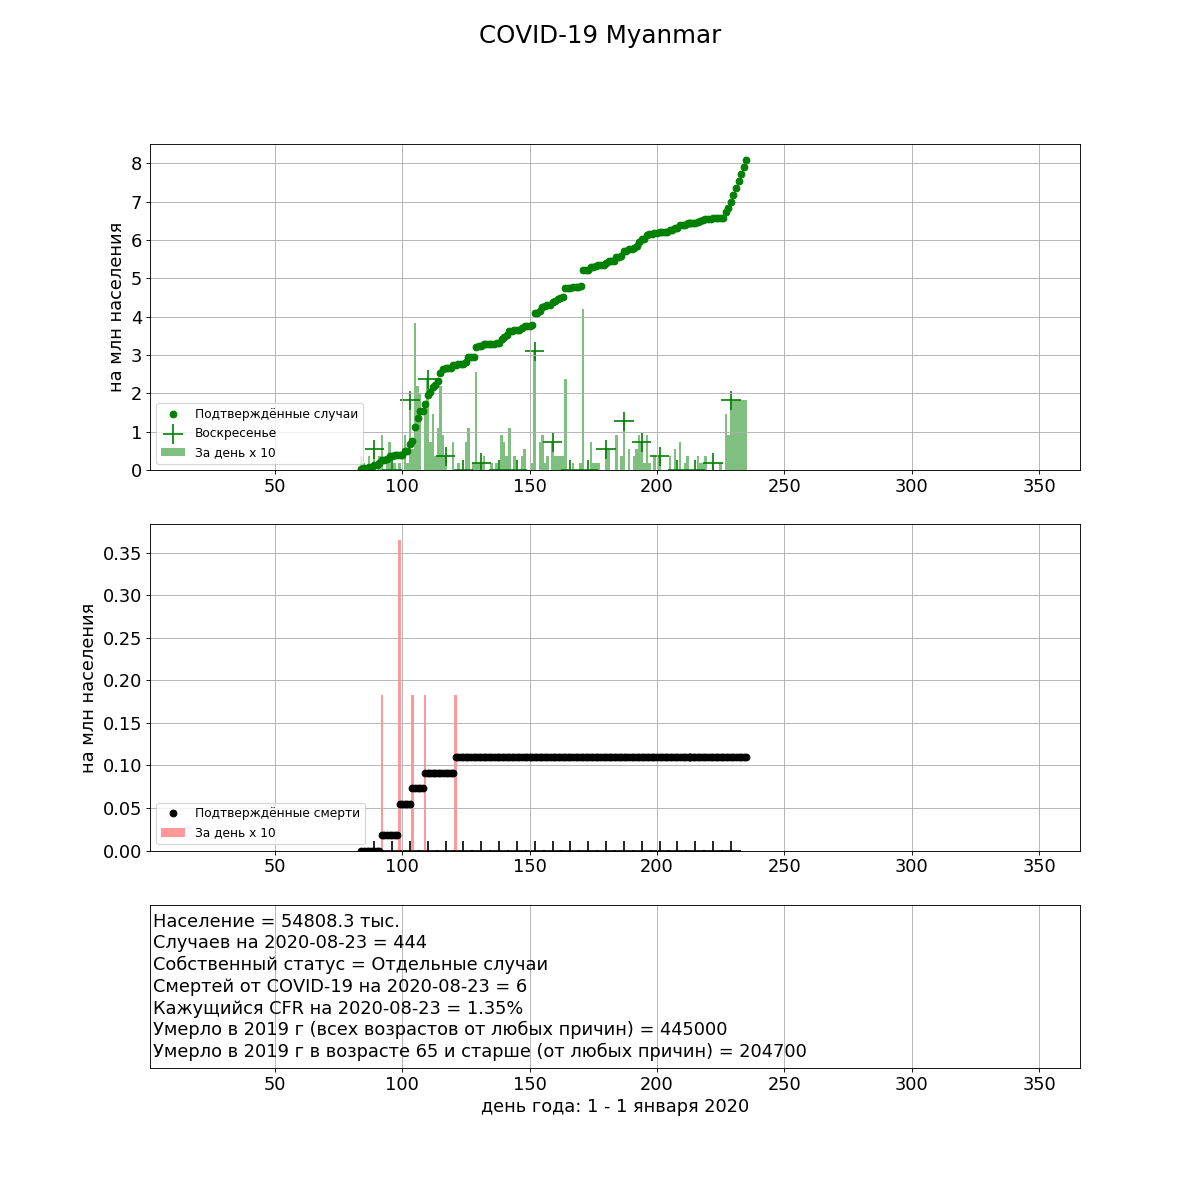 COVID-19 Myanmar
на млн населения
8
7
6
5
4
3
2
1
0
Подтверждённые случаи
Воскресенье
За день x 10
50 100 150 200 250 300 350
на млн населения
0.35
0.30
0.25
0.20
0.15
0.10
0.05
0.00
Подтверждённые смерти
За день x 10
50 100 150 200 250 300 350
Население = 54808.3 тыс.
Случаев на 2020-08-23 = 444
Собственный статус = Отдельные случаи
Смертей от COVID-19 на 2020-08-23 = 6
Кажущийся CFR на 2020-08-23 = 1.35%
Умерло в 2019 г (всех возрастов от любых причин) = 445000
Умерло в 2019 г в возрасте 65 и старше (от любых причин) = 204700
50 100 150 200 250 300 350
день года: 1 - 1 января 2020